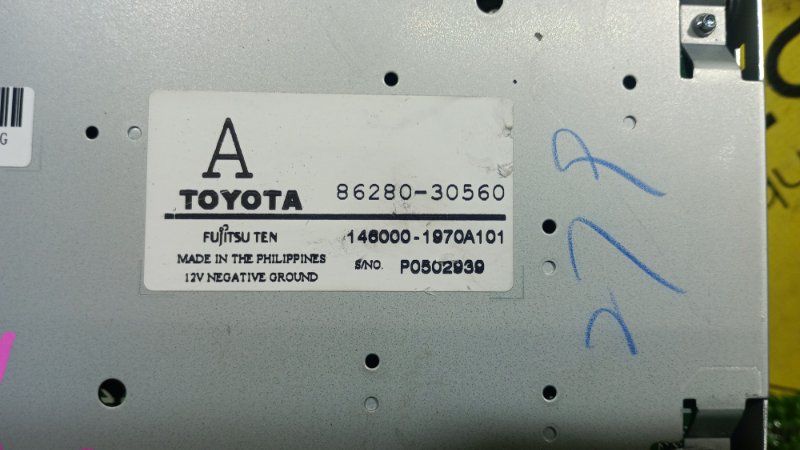 G
A
TOYOTA 86280-30560
FUJITSU TEN 146000-1970A101
MADE IN THE PHILIPPINES S/NO. P0502939
12V NEGATIVE GROUND